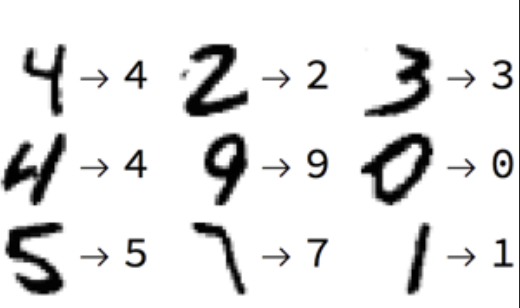 4 → 4 2 → 2 3 → 3
4 → 4 9 → 9 0 → 0
5 → 5 7 → 7 1 → 1